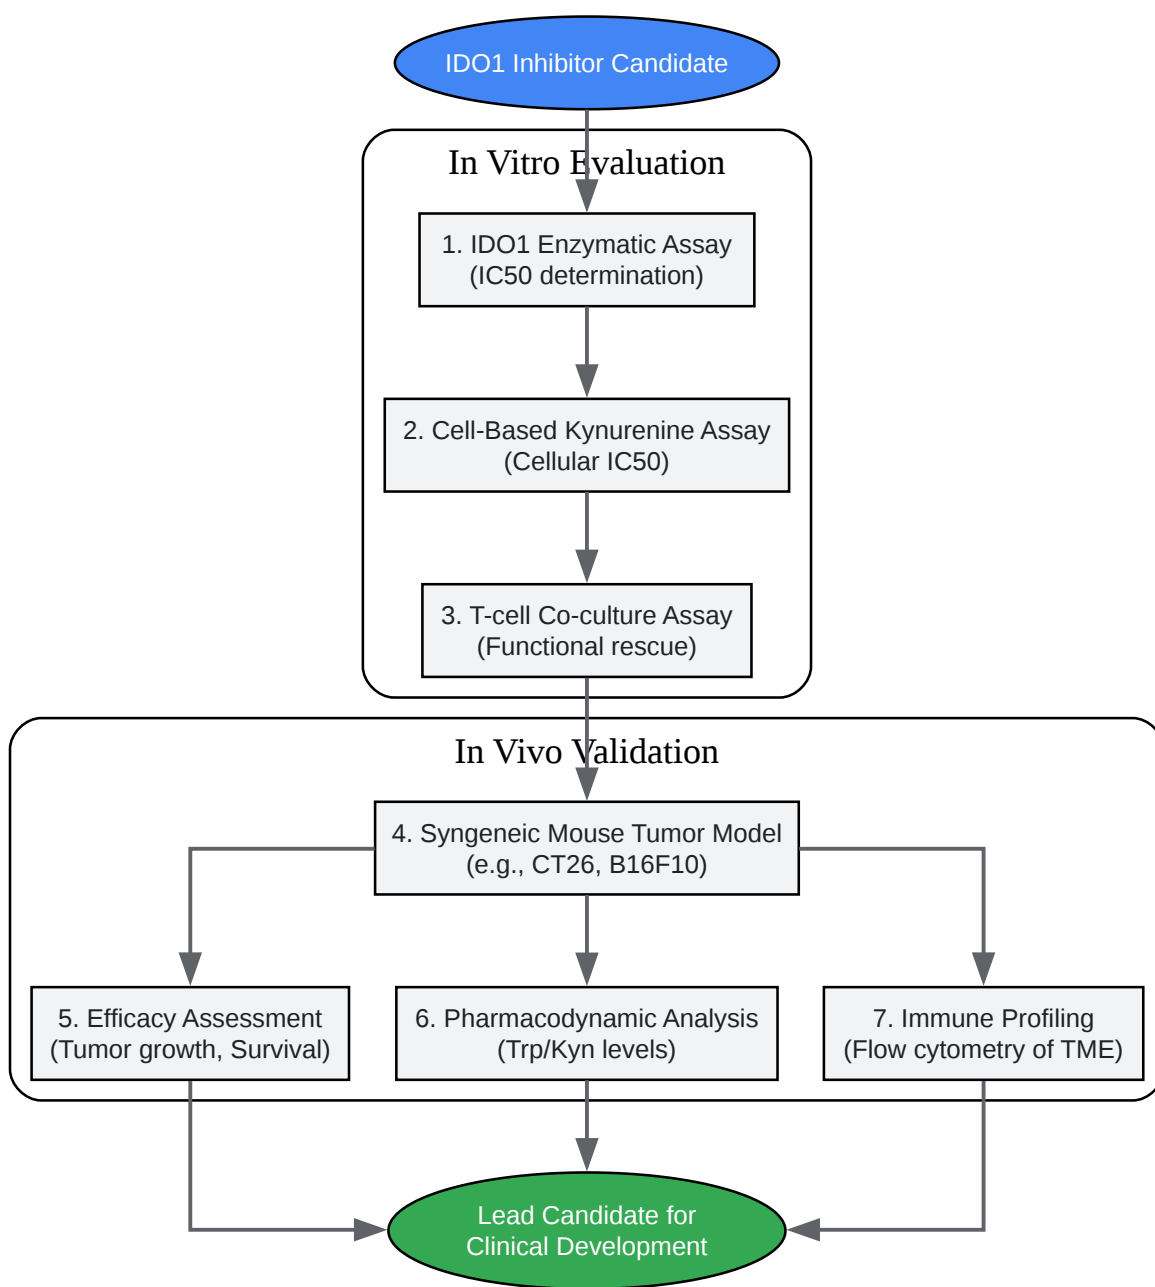 IDO1 Inhibitor Candidate
In Vitro Evaluation
1. IDO1 Enzymatic Assay
(IC50 determination)
2. Cell-Based Kynurenine Assay
(Cellular IC50)
3. T-cell Co-culture Assay
(Functional rescue)
In Vivo Validation
4. Syngeneic Mouse Tumor Model
(e.g., CT26, B16F10)
5. Efficacy Assessment
(Tumor growth, Survival)
6. Pharmacodynamic Analysis
(Trp/Kyn levels)
7. Immune Profiling
(Flow cytometry of TME)
Lead Candidate for
Clinical Development